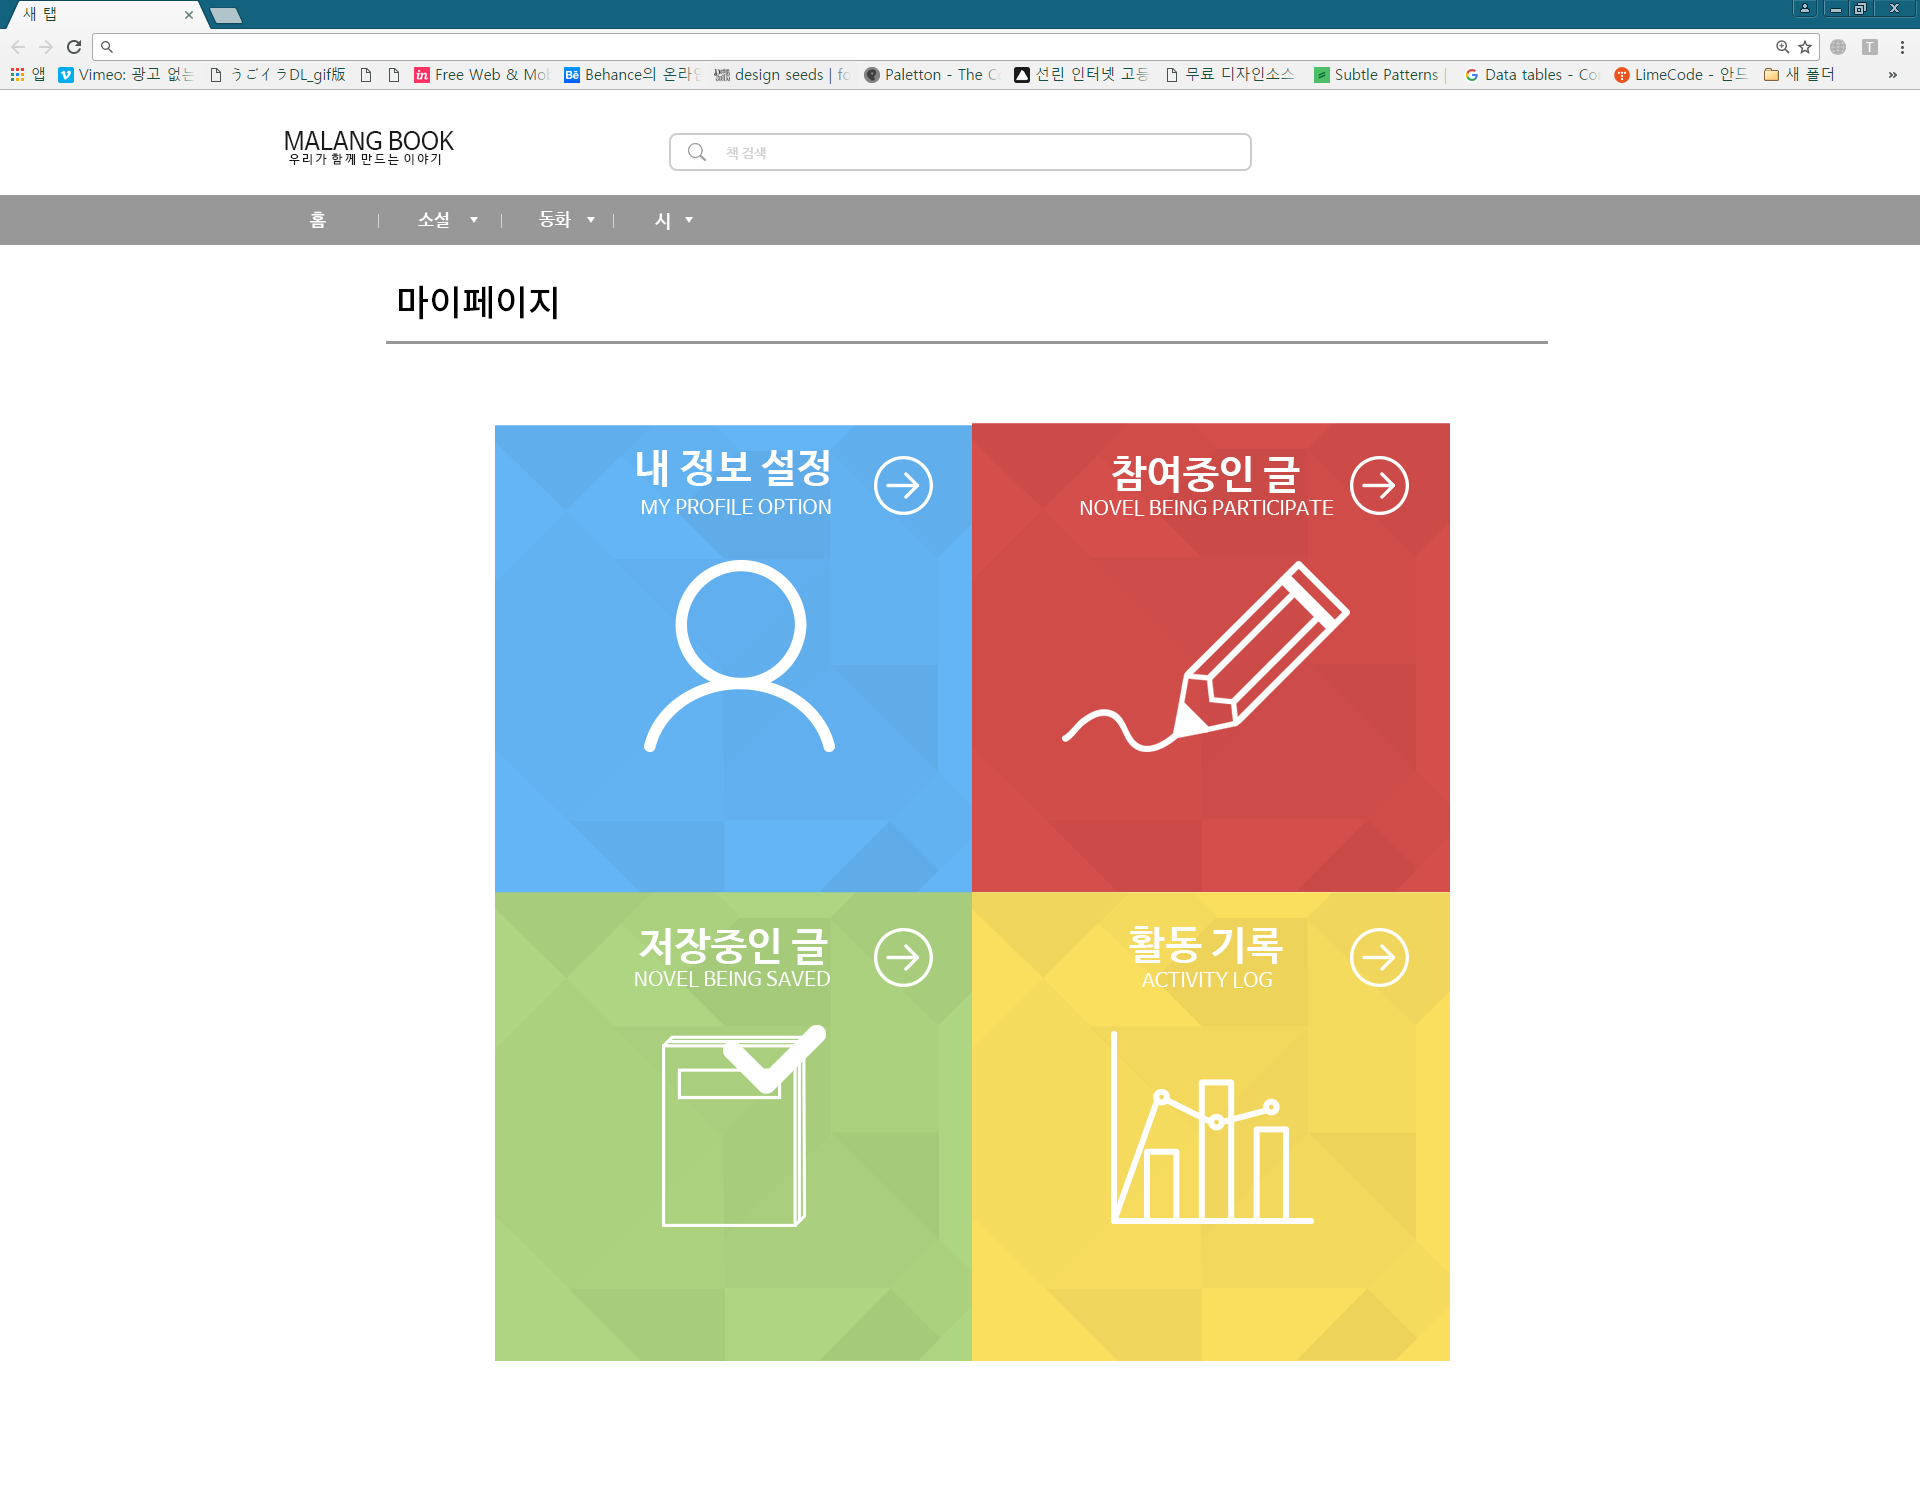 새 탭
앱 Vimeo: 광고 없는 うごイラDL_gif版 Free Web & Mob Behance의 온라인 design seeds | fo Paletton - The Co 선린 인터넷 고등 무료 디자인소스 Subtle Patterns | Data tables - Co LimeCode - 안드 새 폴더 »
MALANG BOOK
우리가 함께 만드는 이야기
책 검색
홈 소설 동화 시
마이페이지
내 정보 설정
MY PROFILE OPTION
참여중인 글
NOVEL BEING PARTICIPATE
저장중인 글
NOVEL BEING SAVED
활동 기록
ACTIVITY LOG